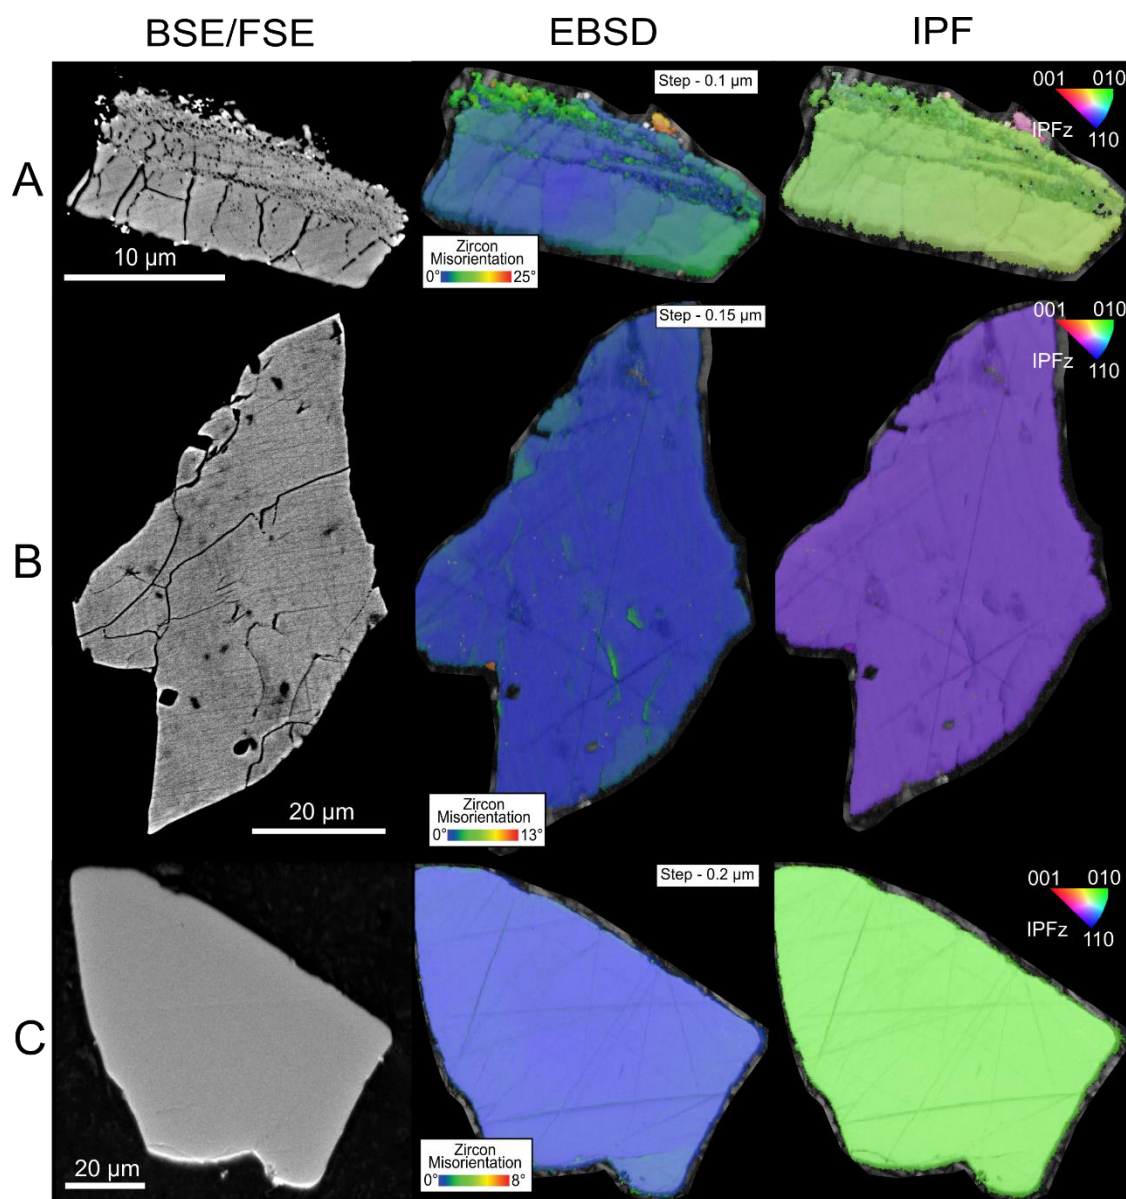 BSE/FSE EBSD IPF
A
10 µm
Step - 0.1 µm
Zircon
Misorientation
0° 25°
001 010
IPFz 110
B
20 µm
Step - 0.15 µm
Zircon
Misorientation
0° 13°
001 010
IPFz 110
C
20 µm
Step - 0.2 µm
Zircon
Misorientation
0° 8°
001 010
IPFz 110